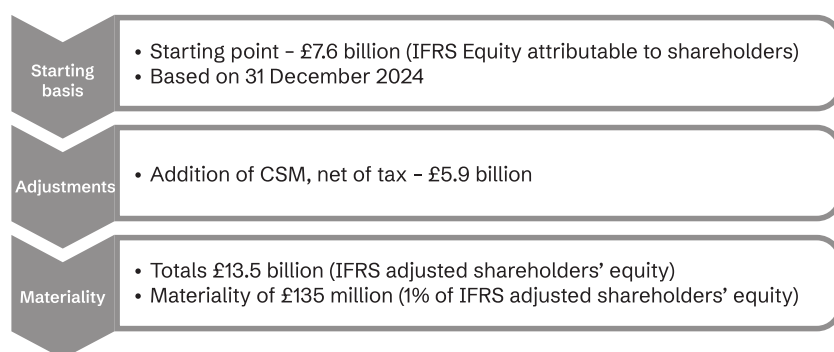 Starting
basis
• Starting point – £7.6 billion (IFRS Equity attributable to shareholders)
• Based on 31 December 2024
Adjustments
• Addition of CSM, net of tax – £5.9 billion
Materiality
• Totals £13.5 billion (IFRS adjusted shareholders’ equity)
• Materiality of £135 million (1% of IFRS adjusted shareholders’ equity)